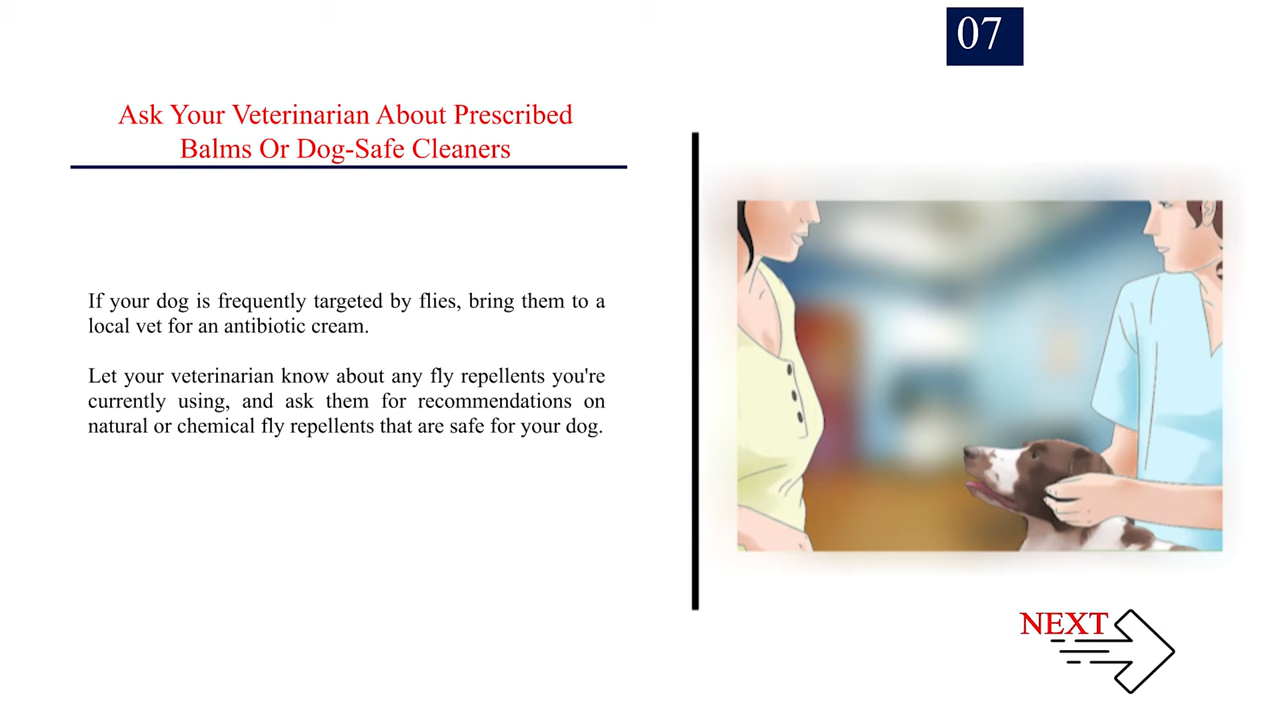 07
Ask Your Veterinarian About Prescribed
Balms Or Dog-Safe Cleaners
If your dog is frequently targeted by flies, bring them to a
local vet for an antibiotic cream.
Let your veterinarian know about any fly repellents you're
currently using, and ask them for recommendations on
natural or chemical fly repellents that are safe for your dog.
NEXT